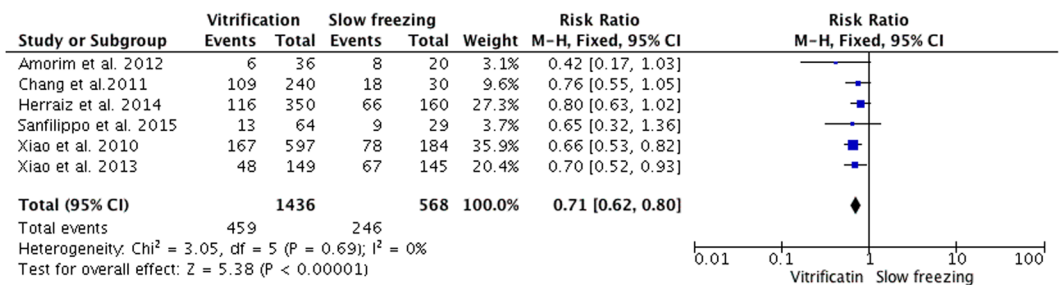 Vitrification Slow freezing Risk Ratio Risk Ratio
Study or Subgroup Events Total Events Total Weight M-H, Fixed, 95% CI M-H, Fixed, 95% CI
Amorim et al. 2012 6 36 8 20 3.1% 0.42 [0.17, 1.03]
Chang et al.2011 109 240 18 30 9.6% 0.76 [0.55, 1.05]
Herraiz et al. 2014 116 350 66 160 27.3% 0.80 [0.63, 1.02]
Sanfilippo et al. 2015 13 64 9 29 3.7% 0.65 [0.32, 1.36]
Xiao et al. 2010 167 597 78 184 35.9% 0.66 [0.53, 0.82]
Xiao et al. 2013 48 149 67 145 20.4% 0.70 [0.52, 0.93]
Total (95% CI) 1436 568 100.0% 0.71 [0.62, 0.80]
Total events 459 246
Heterogeneity: Chi² = 3.05, df = 5 (P = 0.69); I² = 0%
Test for overall effect: Z = 5.38 (P < 0.00001)
0.01 0.1 1 10 100
Vitrificatin Slow freezing